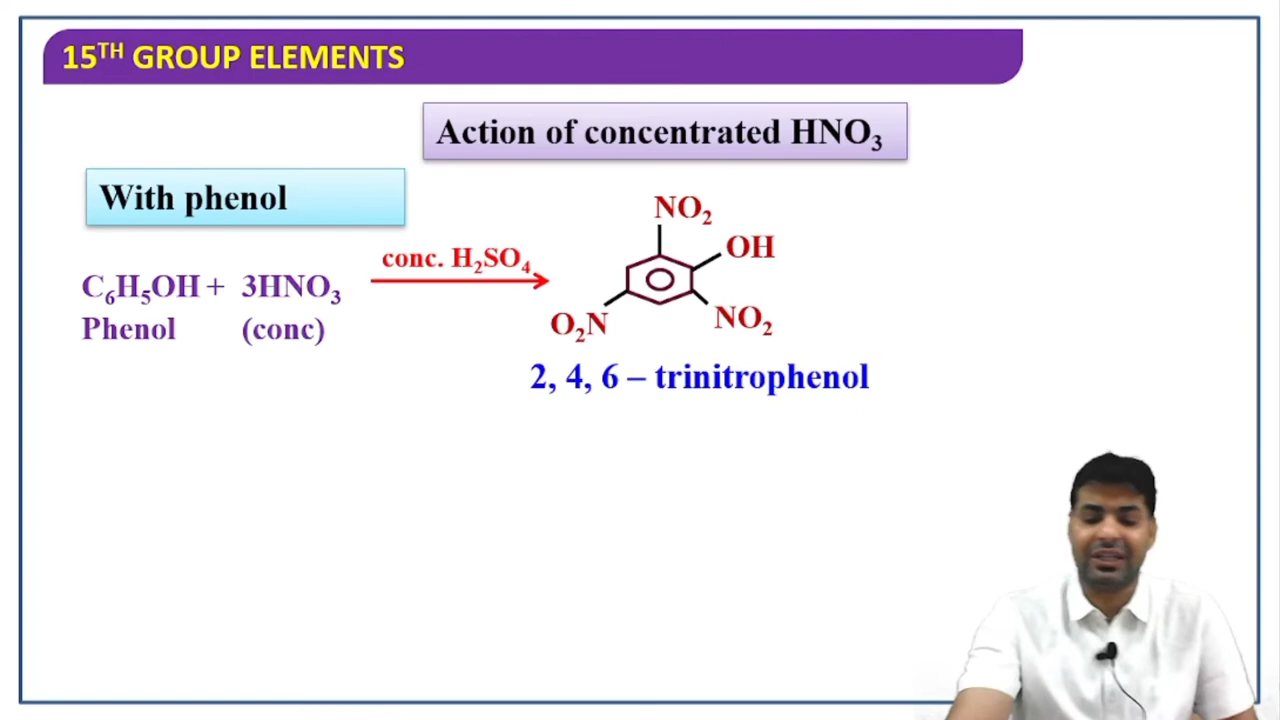 15TH GROUP ELEMENTS
Action of concentrated HNO₃
With phenol
NO₂
OH
conc. H₂SO₄
C₆H₅OH + 3HNO₃
Phenol (conc)
O₂N
NO₂
2, 4, 6 – trinitrophenol